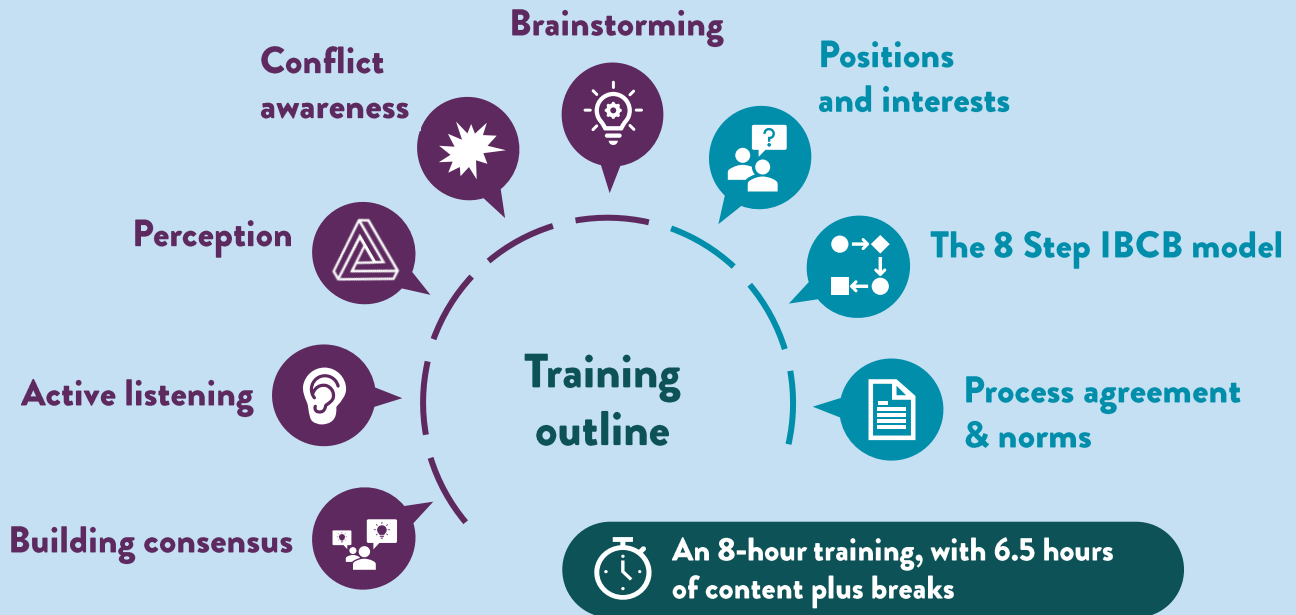 Brainstorming
Conflict
awareness
Positions
and interests
?
Perception
The 8 Step IBCB model
Active listening
Training
outline
Process agreement
& norms
Building consensus
An 8-hour training, with 6.5 hours
of content plus breaks